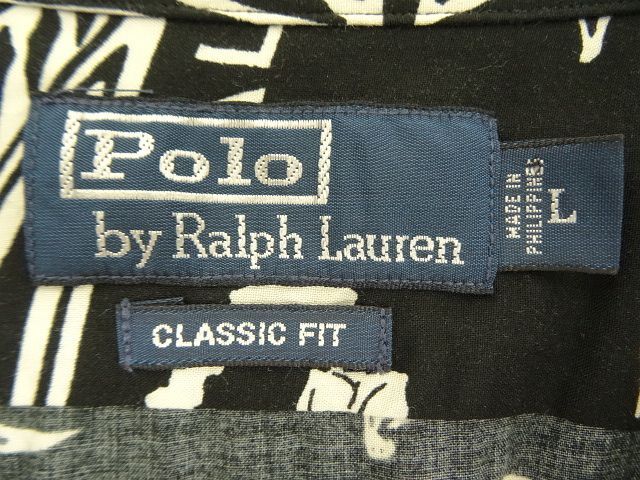 Polo
by Ralph Lauren
MADE IN
PHILIPPINES
L
CLASSIC FIT